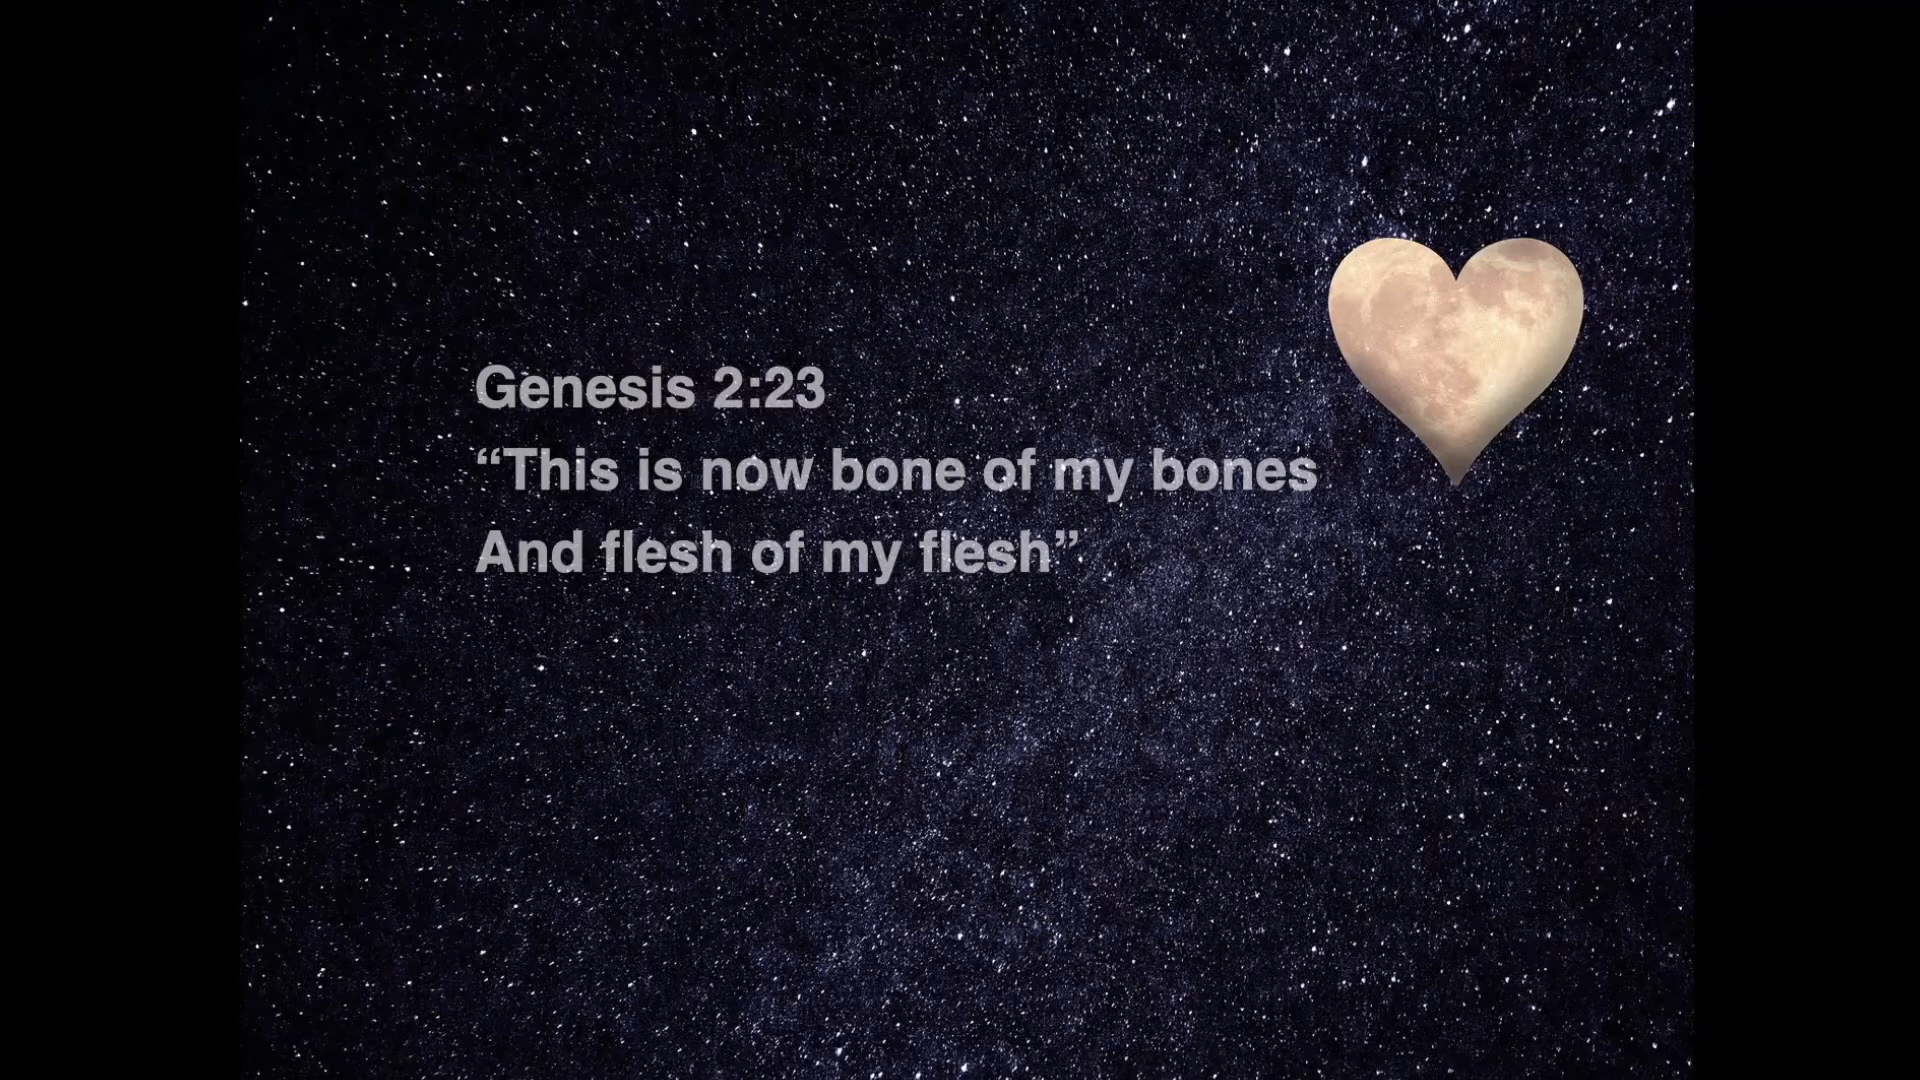 Genesis 2:23
“This is now bone of my bones
And flesh of my flesh”